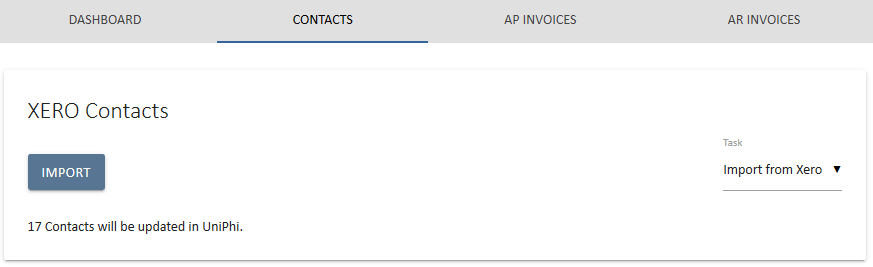 DASHBOARD CONTACTS AP INVOICES AR INVOICES
XERO Contacts
Task
IMPORT
Import from Xero
17 Contacts will be updated in UniPhi.